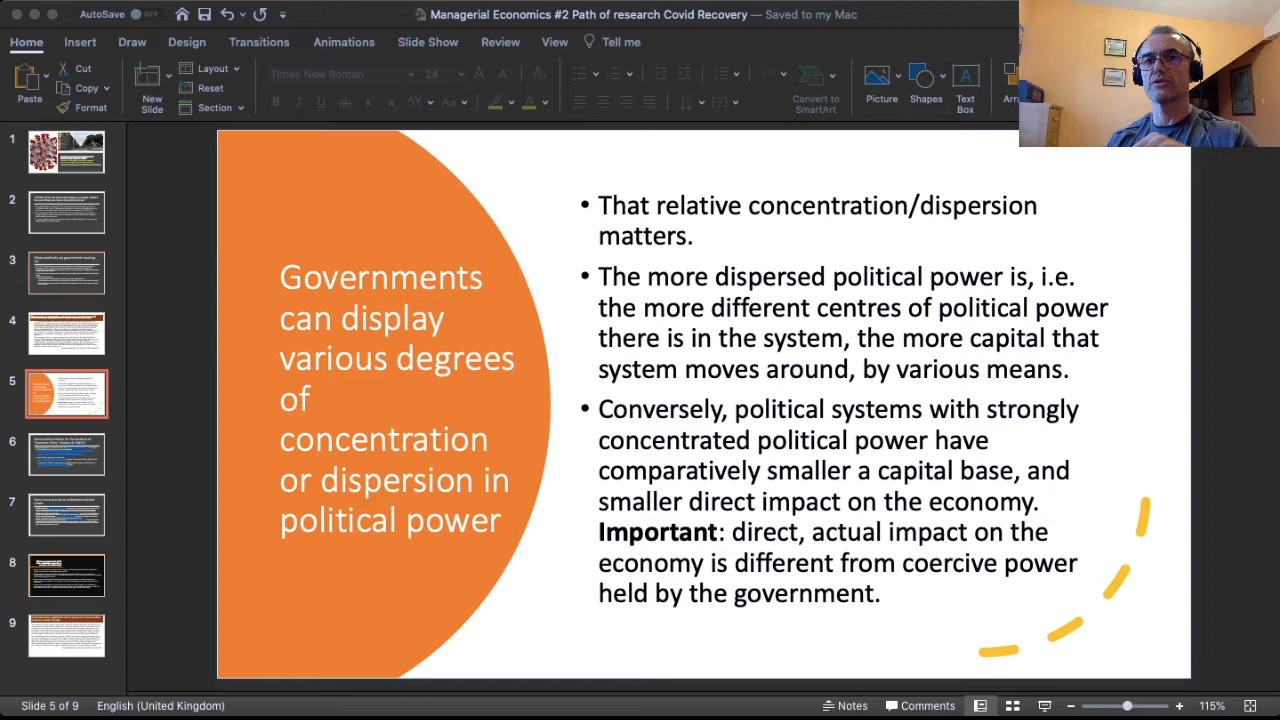 AutoSave OFF
Managerial Economics #2 Path of research Covid Recovery — Saved to my Mac
Home Insert Draw Design Transitions Animations Slide Show Review View Tell me
Paste
Cut
Copy
Format
New
Slide
Layout
Reset
Section
Times New Roman 24
Convert to
SmartArt
Picture
Shapes
Text
Box
1
2
3
4
5
6
7
8
9
Governments
can display
various degrees
of
concentration
or dispersion in
political power
• That relative concentration/dispersion
matters.
• The more dispersed political power is, i.e.
the more different centres of political power
there is in the system, the more capital that
system moves around, by various means.
• Conversely, political systems with strongly
concentrated political power have
comparatively smaller a capital base, and
smaller direct impact on the economy.
Important: direct, actual impact on the
economy is different from coercive power
held by the government.
Slide 5 of 9 English (United Kingdom) Notes Comments 115%